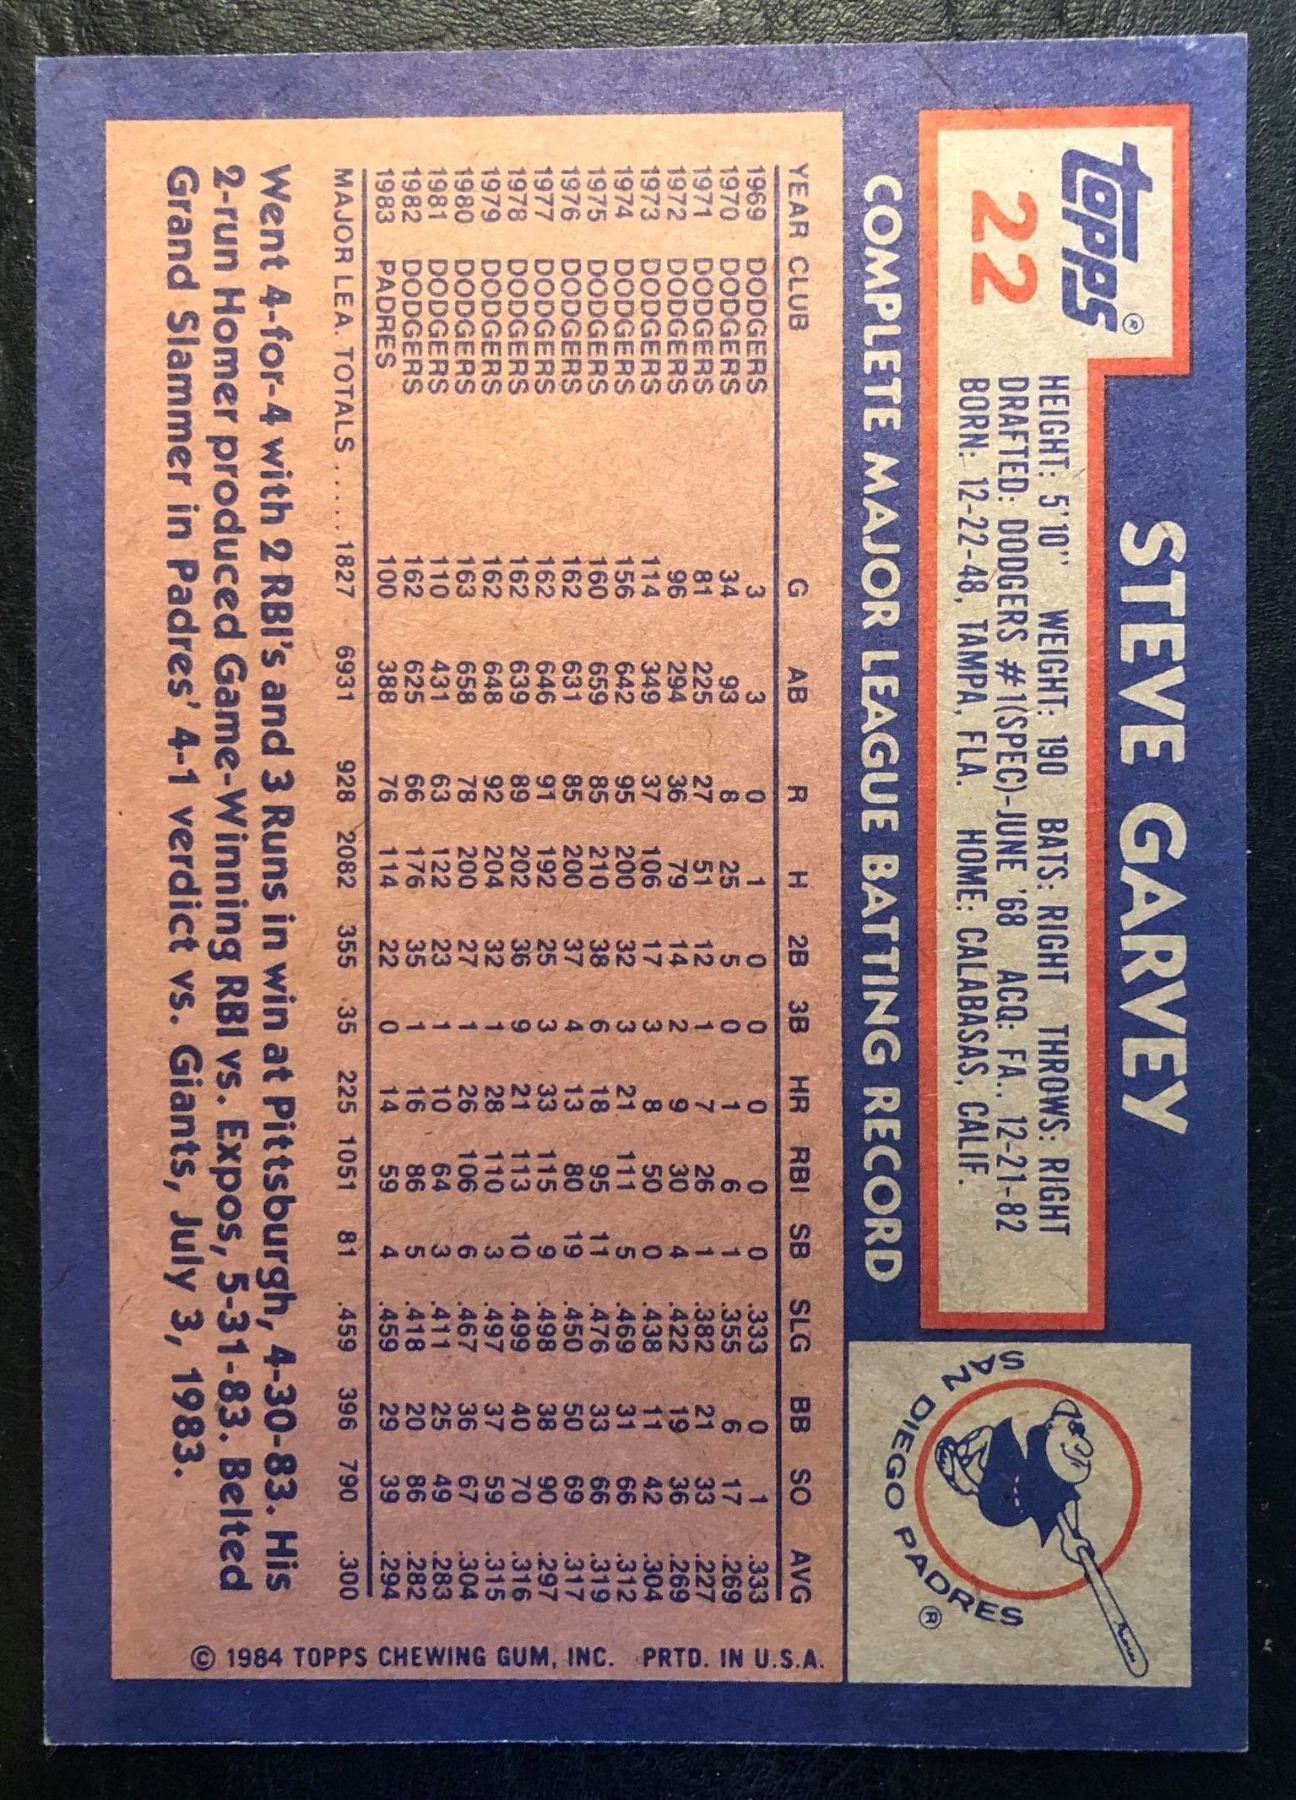 topps®
22
STEVE GARVEY
HEIGHT: 5'10" WEIGHT: 190 BATS: RIGHT THROWS: RIGHT
DRAFTED: DODGERS #1(SPEC)-JUNE '68 ACQ: FA., 12-21-82
BORN: 12-22-48, TAMPA, FLA. HOME: CALABASAS, CALIF.
SAN DIEGO PADRES ®
COMPLETE MAJOR LEAGUE BATTING RECORD
YEAR CLUB G AB R H 2B 3B HR RBI SB SLG BB SO AVG
1969 DODGERS 3 3 0 1 0 0 0 0 0 .333 0 1 .333
1970 DODGERS 34 93 8 25 5 0 1 6 1 .355 6 17 .269
1971 DODGERS 81 225 27 51 12 1 7 26 1 .382 21 33 .227
1972 DODGERS 96 294 36 79 14 2 9 30 4 .422 19 36 .269
1973 DODGERS 114 349 37 106 17 3 8 50 0 .438 11 42 .304
1974 DODGERS 156 642 95 200 32 3 21 111 5 .469 31 66 .312
1975 DODGERS 160 659 85 210 38 6 18 95 11 .476 33 66 .319
1976 DODGERS 162 631 85 200 37 4 13 80 19 .450 50 69 .317
1977 DODGERS 162 646 91 192 25 3 33 115 9 .498 38 90 .297
1978 DODGERS 162 639 89 202 36 9 21 113 10 .499 40 70 .316
1979 DODGERS 162 648 92 204 32 1 28 110 3 .497 37 59 .315
1980 DODGERS 163 658 78 200 27 1 26 106 6 .467 36 67 .304
1981 DODGERS 110 431 63 122 23 1 10 64 3 .411 25 49 .283
1982 DODGERS 162 625 66 176 35 1 16 86 5 .418 20 86 .282
1983 PADRES 100 388 76 114 22 0 14 59 4 .459 29 39 .294
MAJOR LEA. TOTALS ..... 1827 6931 928 2082 355 35 225 1051 81 .459 396 790 .300
Went 4-for-4 with 2 RBI's and 3 Runs in win at Pittsburgh, 4-30-83. His
2-run Homer produced Game-Winning RBI vs. Expos, 5-31-83. Belted
Grand Slammer in Padres' 4-1 verdict vs. Giants, July 3, 1983.
© 1984 TOPPS CHEWING GUM, INC. PRTD. IN U.S.A.